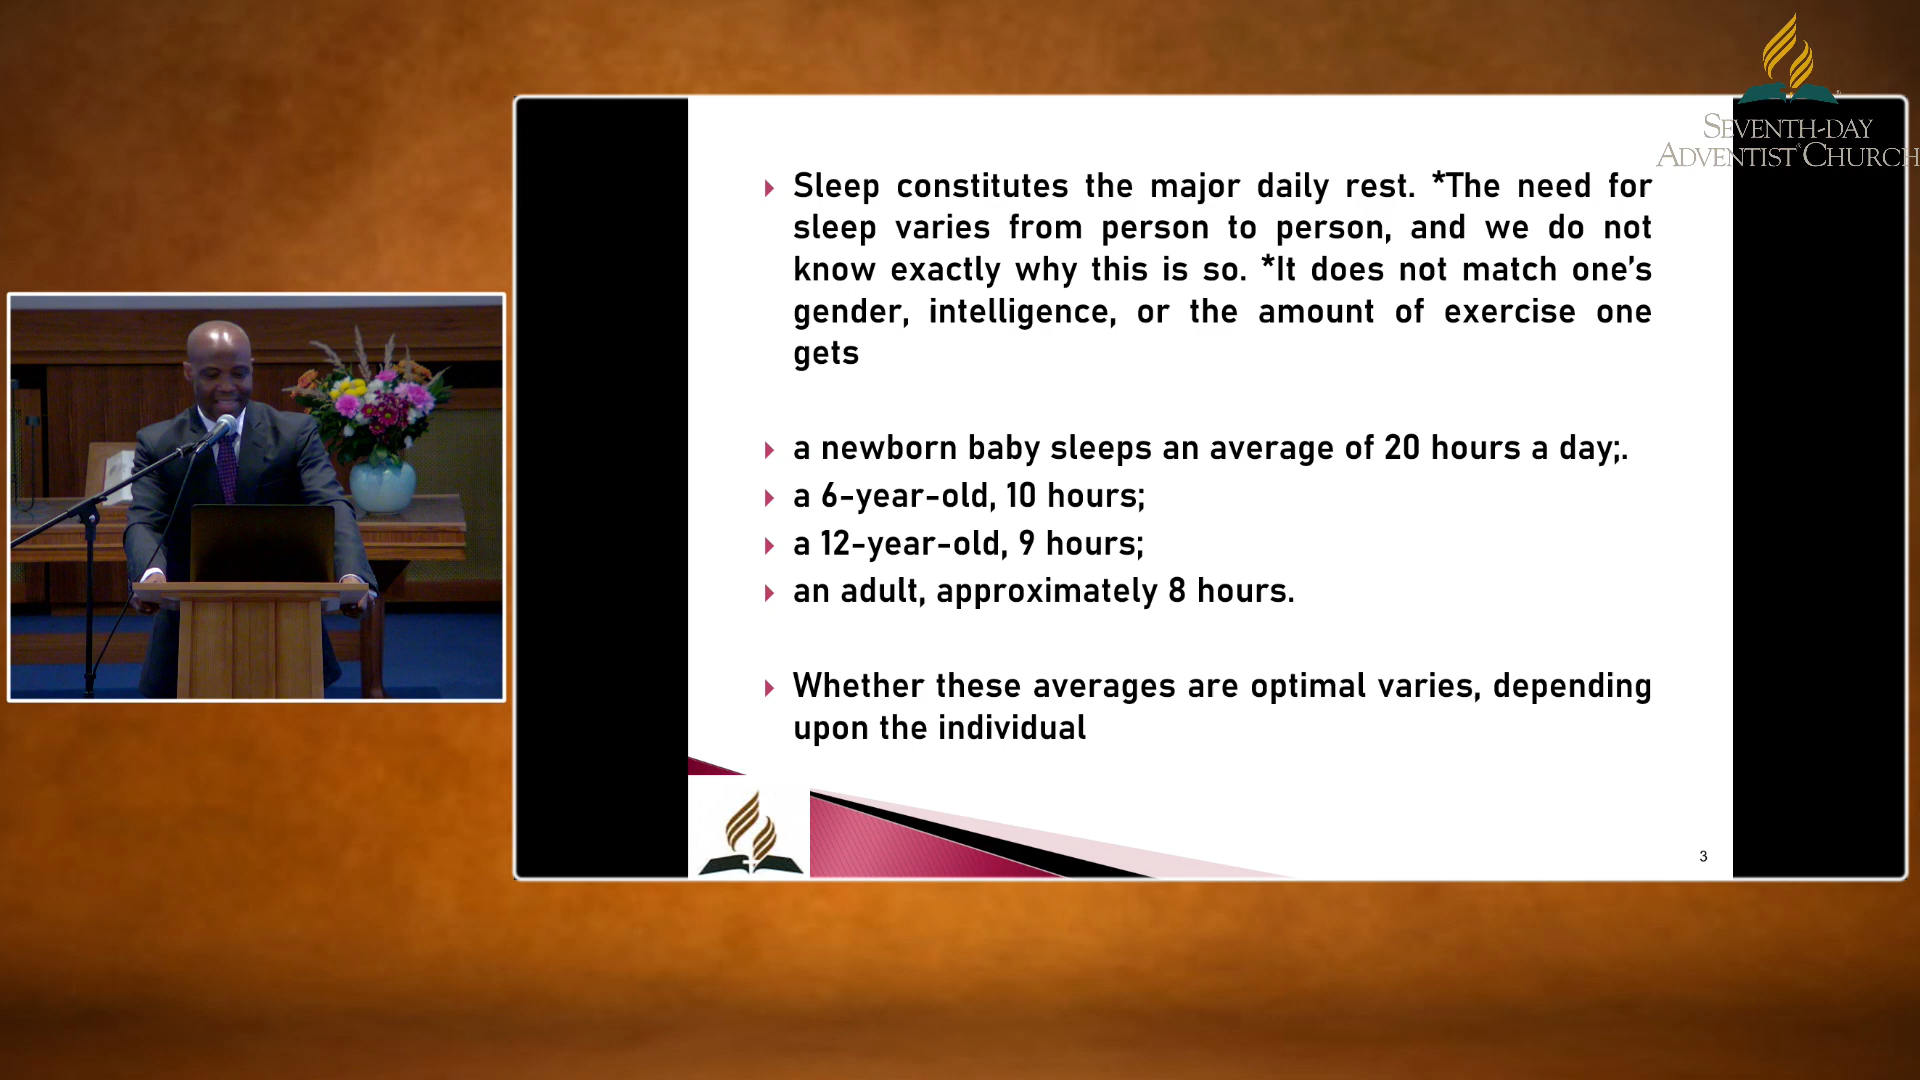 SEVENTH-DAY
ADVENTIST CHURCH
Sleep constitutes the major daily rest. *The need for
sleep varies from person to person, and we do not
know exactly why this is so. *It does not match one's
gender, intelligence, or the amount of exercise one
gets
a newborn baby sleeps an average of 20 hours a day;.
a 6-year-old, 10 hours;
a 12-year-old, 9 hours;
an adult, approximately 8 hours.
Whether these averages are optimal varies, depending
upon the individual
3